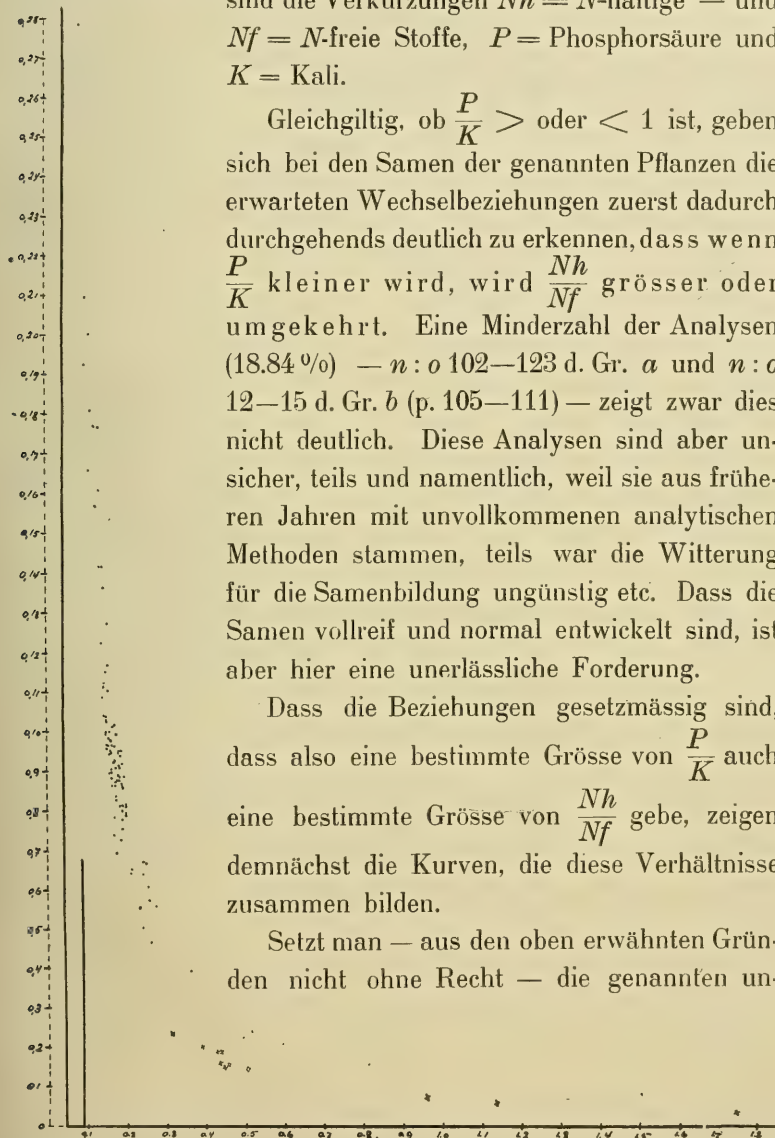 sind die Verkürzungen Nh = N-haltige — und
Nf = N-freie Stoffe, P = Phosphorsäure und
K = Kali.
Gleichgiltig, ob P/K > oder < 1 ist, geben
sich bei den Samen der genannten Pflanzen die
erwarteten Wechselbeziehungen zuerst dadurch
durchgehends deutlich zu erkennen, dass wenn
P/K kleiner wird, wird Nh/Nf grösser oder
umgekehrt. Eine Minderzahl der Analysen
(18.84 %) — n:o 102—123 d. Gr. a und n:o
12—15 d. Gr. b (p. 105—111) — zeigt zwar dies
nicht deutlich. Diese Analysen sind aber un-
sicher, teils und namentlich, weil sie aus frühe-
ren Jahren mit unvollkommenen analytischen
Methoden stammen, teils war die Witterung
für die Samenbildung ungünstig etc. Dass die
Samen vollreif und normal entwickelt sind, ist
aber hier eine unerlässliche Forderung.
Dass die Beziehungen gesetzmässig sind,
dass also eine bestimmte Grösse von P/K auch
eine bestimmte Grösse von Nh/Nf gebe, zeigen
demnächst die Kurven, die diese Verhältnisse
zusammen bilden.
Setzt man — aus den oben erwähnten Grün-
den nicht ohne Recht — die genannten un-